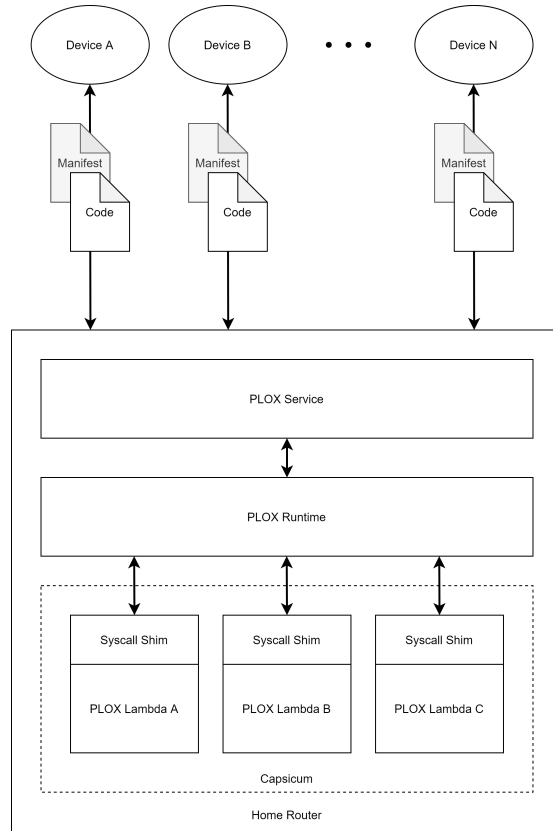 Device A
Device B
• • •
Device N
Manifest
Manifest
Manifest
Code
Code
Code
PLOX Service
PLOX Runtime
Syscall Shim
Syscall Shim
Syscall Shim
PLOX Lambda A
PLOX Lambda B
PLOX Lambda C
Capsicum
Home Router